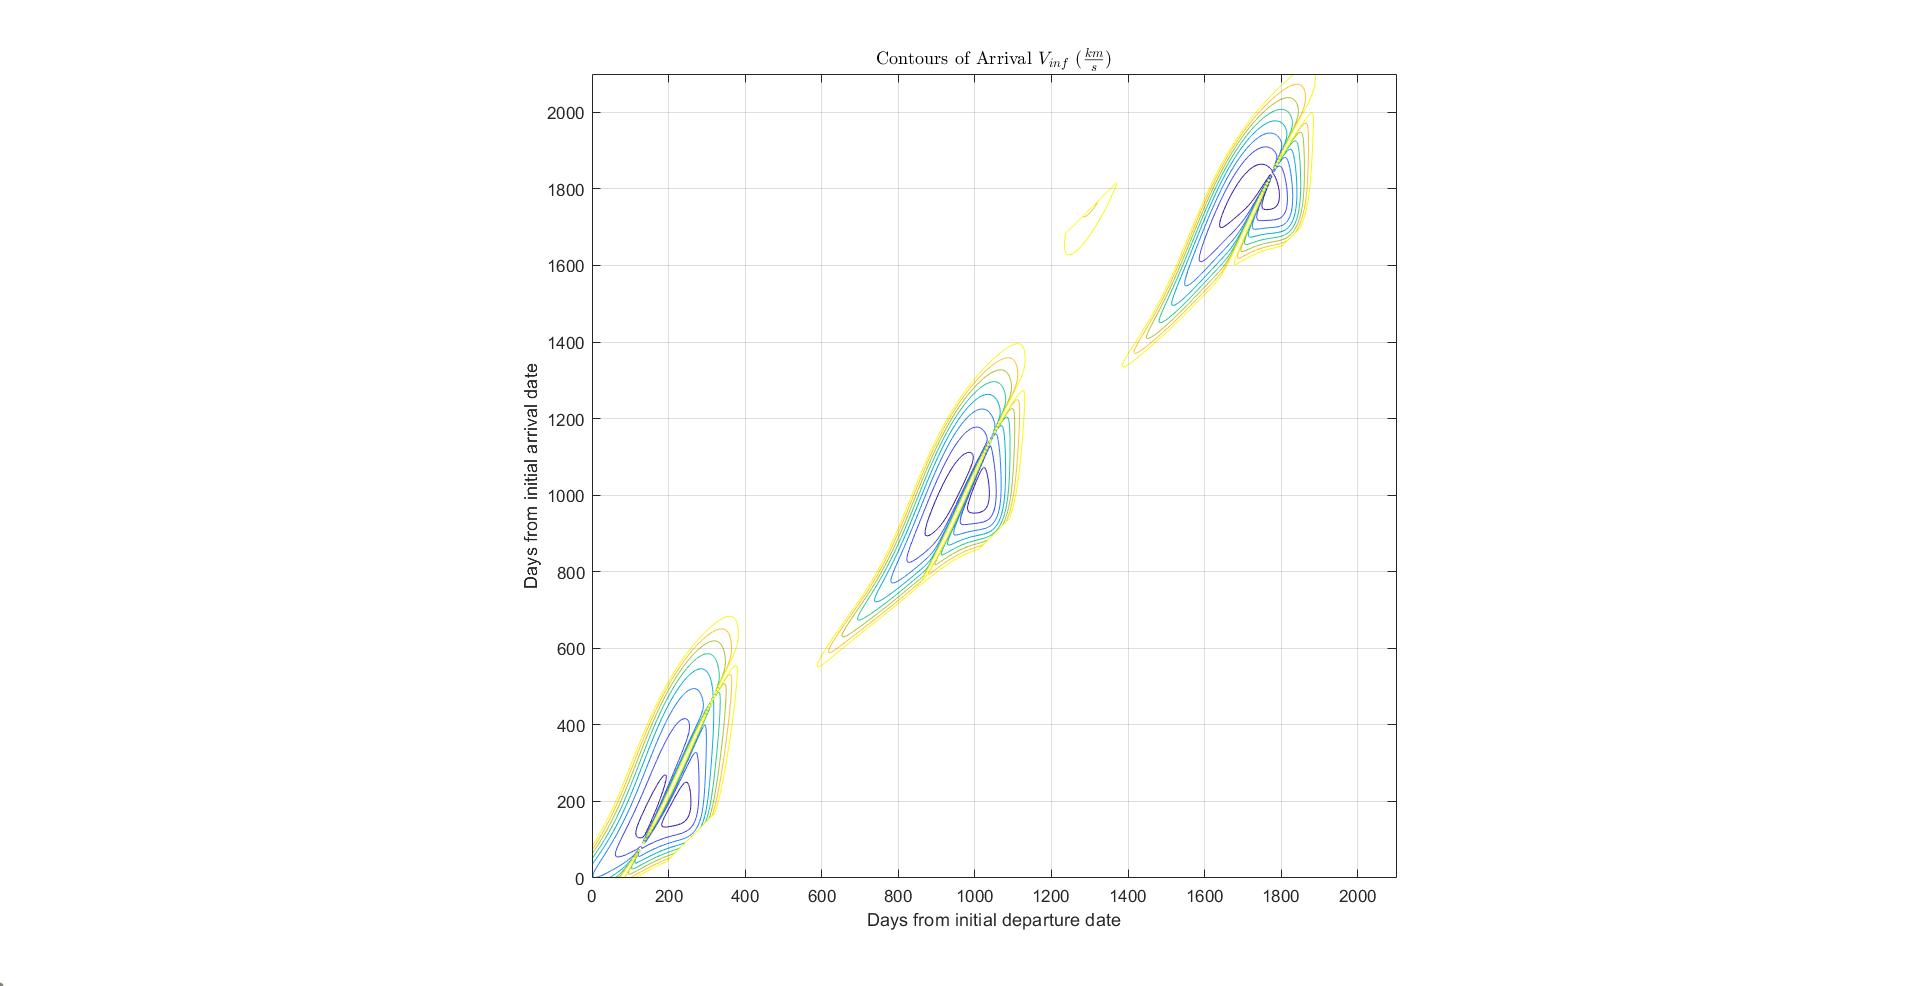 Contours of Arrival V_inf (km/s)
2000
1800
1600
1400
1200
1000
800
600
400
200
0
Days from initial arrival date
0 200 400 600 800 1000 1200 1400 1600 1800 2000
Days from initial departure date